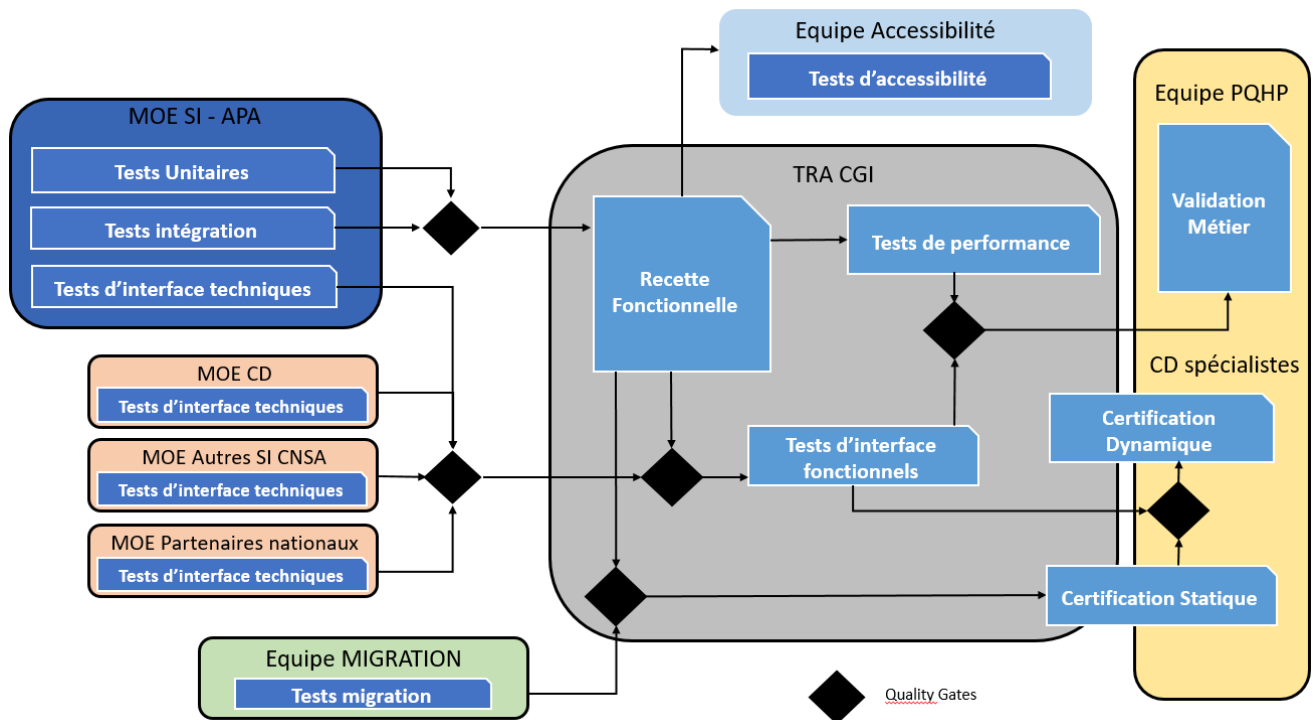 Equipe Accessibilité
Tests d'accessibilité
MOE SI - APA
Tests Unitaires
Tests intégration
Tests d'interface techniques
MOE CD
Tests d'interface techniques
MOE Autres SI CNSA
Tests d'interface techniques
MOE Partenaires nationaux
Tests d'interface techniques
Equipe MIGRATION
Tests migration
TRA CGI
Recette
Fonctionnelle
Tests de performance
Tests d'interface
fonctionnels
Equipe PQHP
Validation
Métier
CD spécialistes
Certification
Dynamique
Certification Statique
Quality Gates